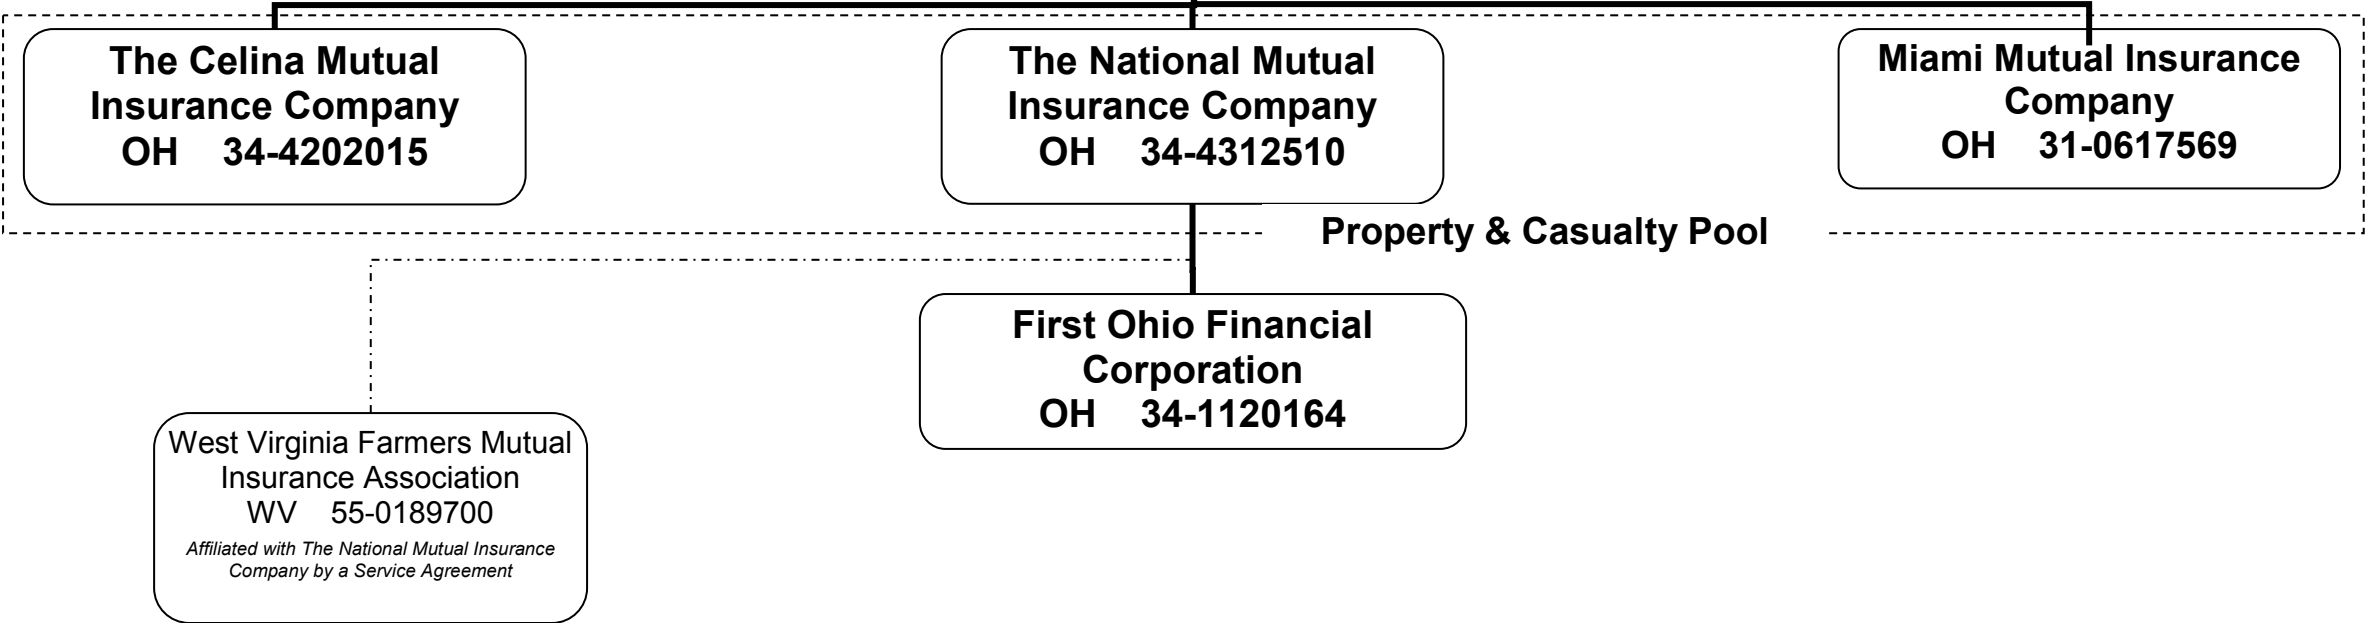 The Celina Mutual
Insurance Company
OH 34-4202015
The National Mutual
Insurance Company
OH 34-4312510
Miami Mutual Insurance
Company
OH 31-0617569
Property & Casualty Pool
First Ohio Financial
Corporation
OH 34-1120164
West Virginia Farmers Mutual
Insurance Association
WV 55-0189700
Affiliated with The National Mutual Insurance
Company by a Service Agreement